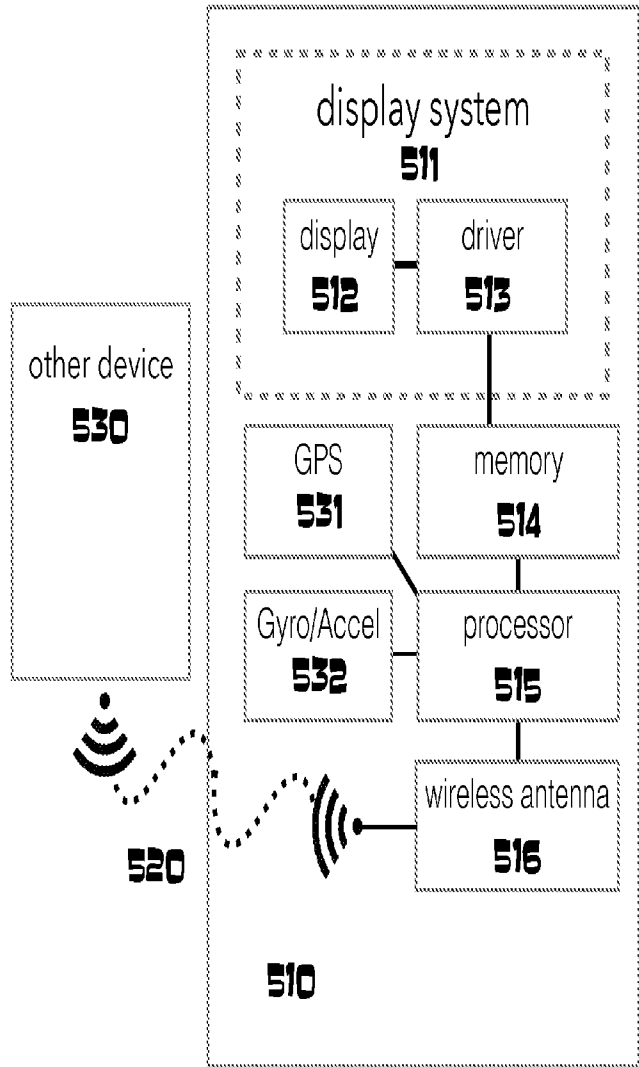 display system
511
display
512
driver
513
other device
530
GPS
531
memory
514
Gyro/Accel
532
processor
515
wireless antenna
516
520
510